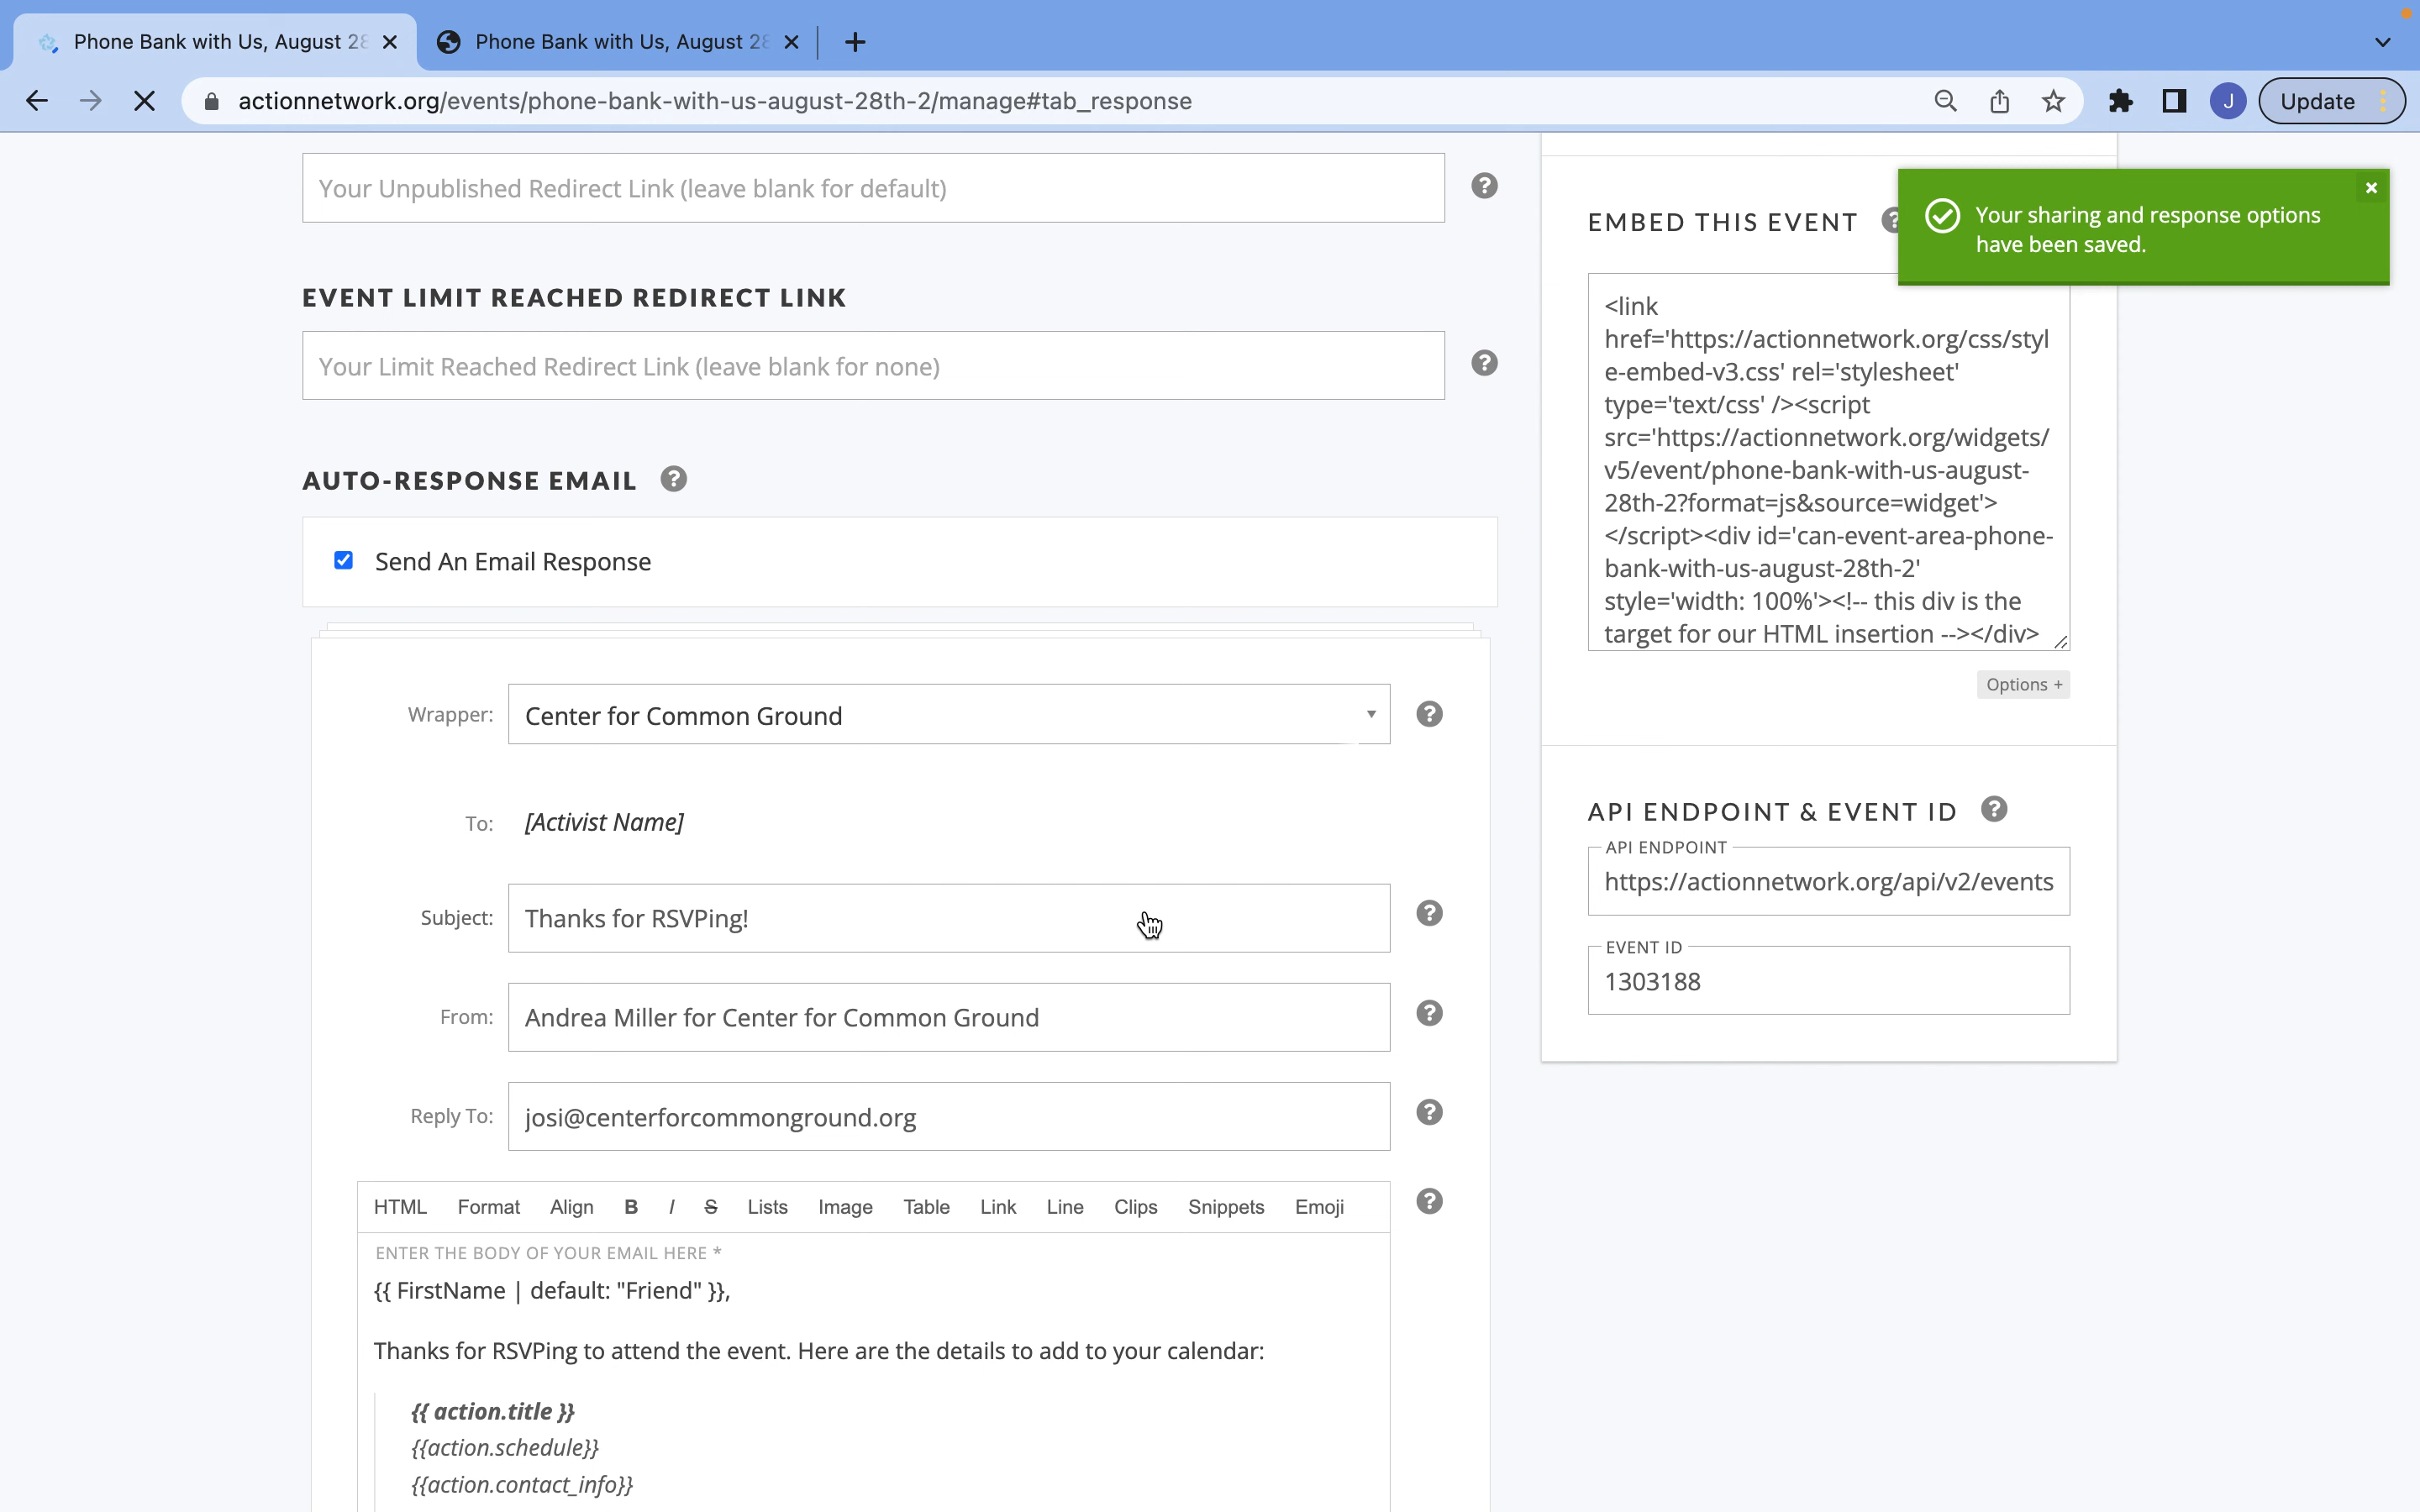 Phone Bank with Us, August 28
Phone Bank with Us, August 28
actionnetwork.org/events/phone-bank-with-us-august-28th-2/manage#tab_response
J
Update
Your Unpublished Redirect Link (leave blank for default)
?
EVENT LIMIT REACHED REDIRECT LINK
Your Limit Reached Redirect Link (leave blank for none)
?
AUTO-RESPONSE EMAIL ?
Send An Email Response
Wrapper: Center for Common Ground ?
To: [Activist Name]
Subject: Thanks for RSVPing! ?
From: Andrea Miller for Center for Common Ground ?
Reply To: josi@centerforcommonground.org ?
HTML Format Align B I S Lists Image Table Link Line Clips Snippets Emoji ?
ENTER THE BODY OF YOUR EMAIL HERE *
{{ FirstName | default: "Friend" }},
Thanks for RSVPing to attend the event. Here are the details to add to your calendar:
{{ action.title }}
{{action.schedule}}
{{action.contact_info}}
EMBED THIS EVENT ?
Your sharing and response options
have been saved.
<link
href='https://actionnetwork.org/css/styl
e-embed-v3.css' rel='stylesheet'
type='text/css' /><script
src='https://actionnetwork.org/widgets/
v5/event/phone-bank-with-us-august-
28th-2?format=js&source=widget'>
</script><div id='can-event-area-phone-
bank-with-us-august-28th-2'
style='width: 100%'><!-- this div is the
target for our HTML insertion --></div>
Options +
API ENDPOINT & EVENT ID ?
API ENDPOINT
https://actionnetwork.org/api/v2/events
EVENT ID
1303188